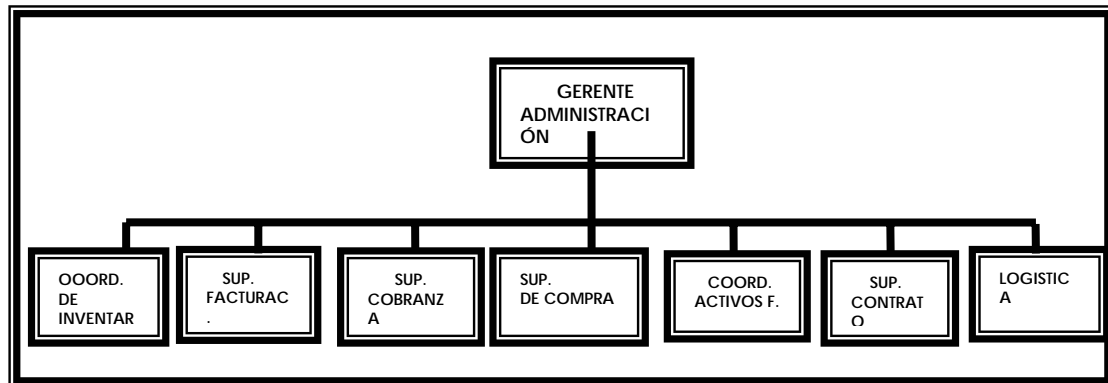 GERENTE
ADMINISTRACI
ÓN
OOORD.
DE
INVENTAR
SUP.
FACTURAC
.
SUP.
COBRANZ
A
SUP.
DE COMPRA
COORD.
ACTIVOS F.
SUP.
CONTRAT
O
LOGISTIC
A